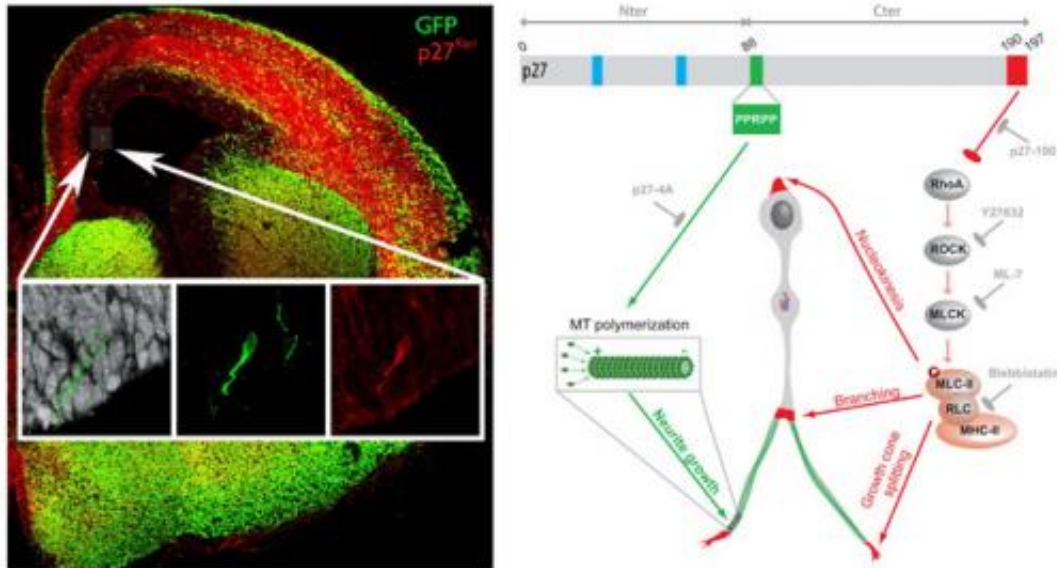 GFP
p27Kip1
Nter
Cter
0
88
190
197
p27
PPRPP
p27-4A
p27-100
RhoA
Y27632
ROCK
ML-7
MLCK
Nucleokinesis
MT polymerization
+
-
Blebbistatin
MLC-II
RLC
MHC-II
Branching
Neurite growth
Growth cone
splitting